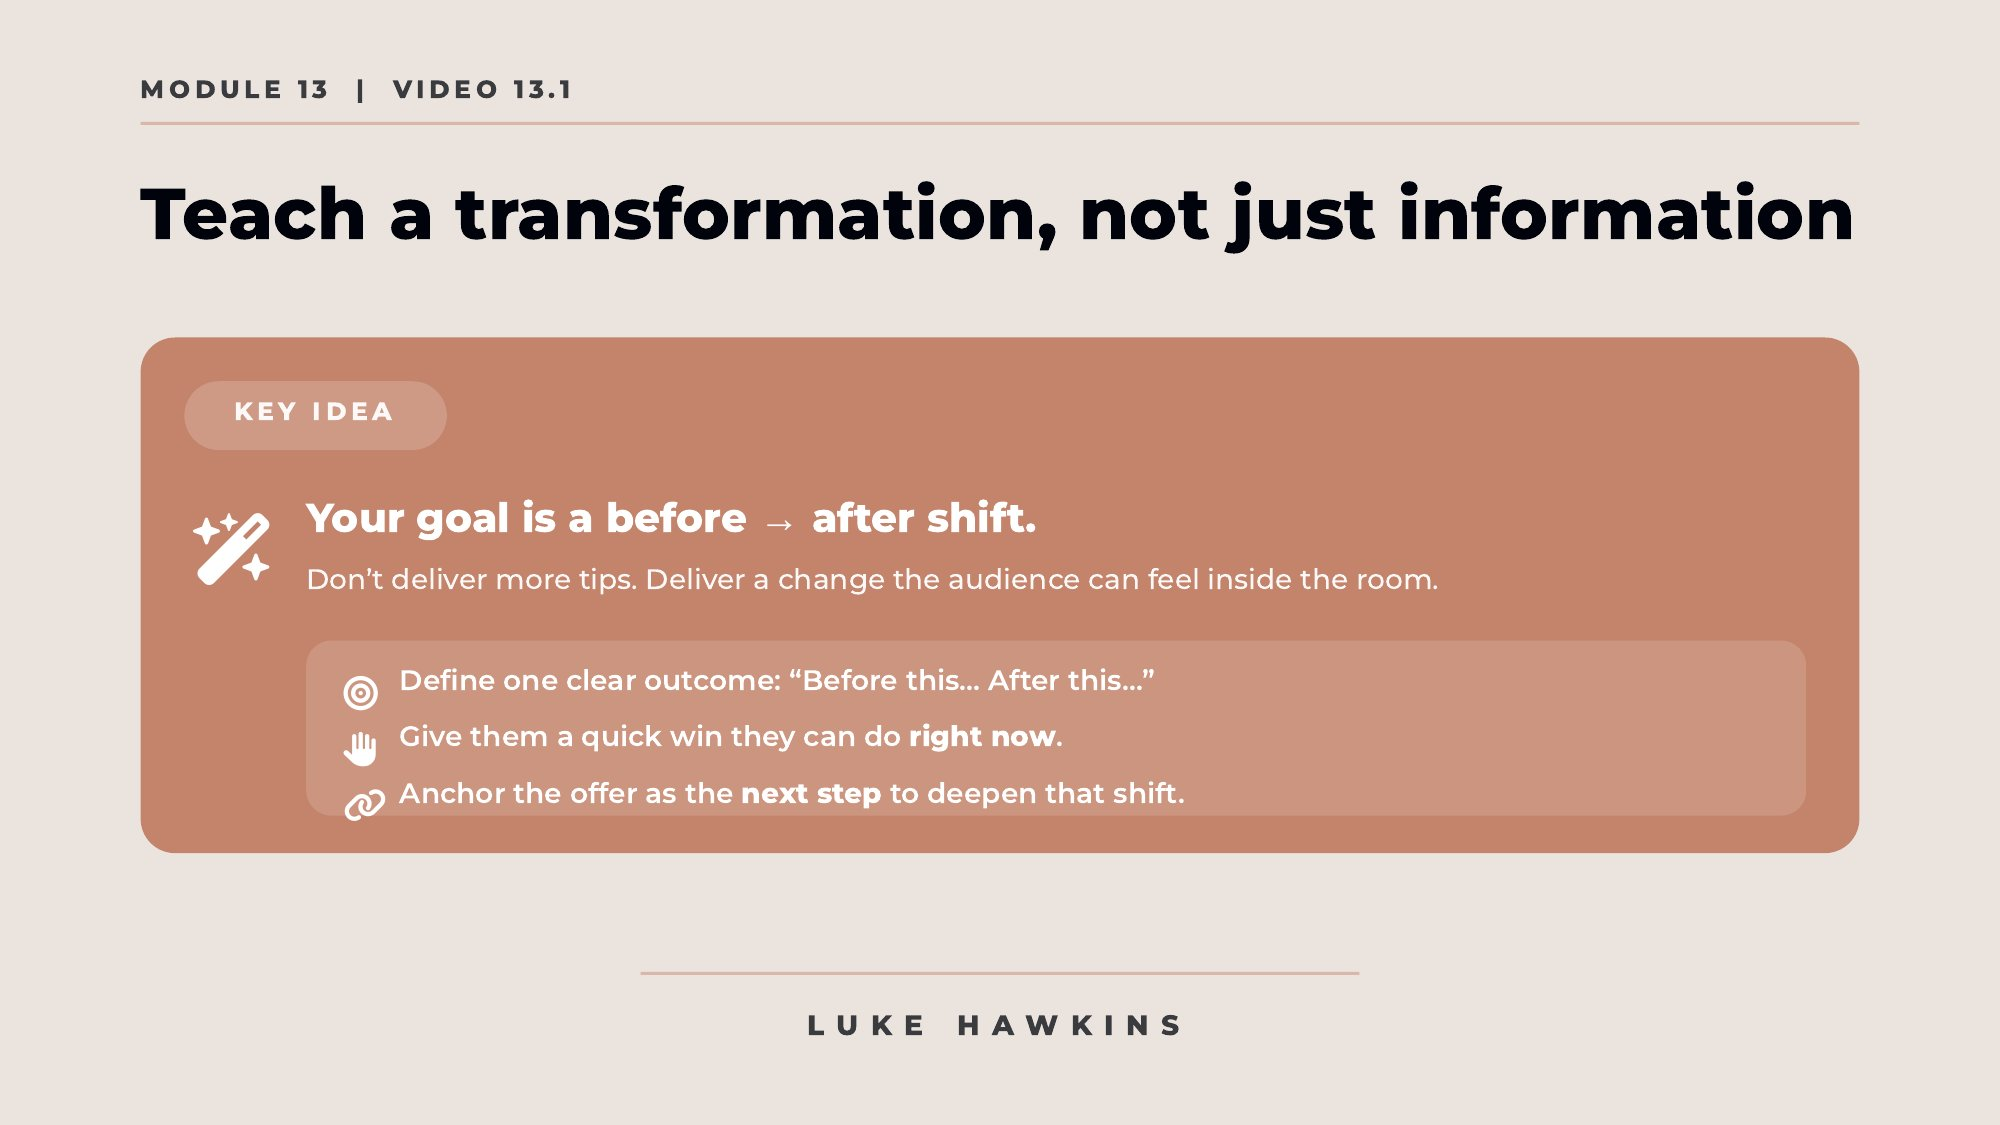 MODULE 13 | VIDEO 13.1
Teach a transformation, not just information
KEY IDEA
Your goal is a before → after shift.
Don’t deliver more tips. Deliver a change the audience can feel inside the room.
Define one clear outcome: “Before this... After this...”
Give them a quick win they can do right now.
Anchor the offer as the next step to deepen that shift.
LUKE HAWKINS